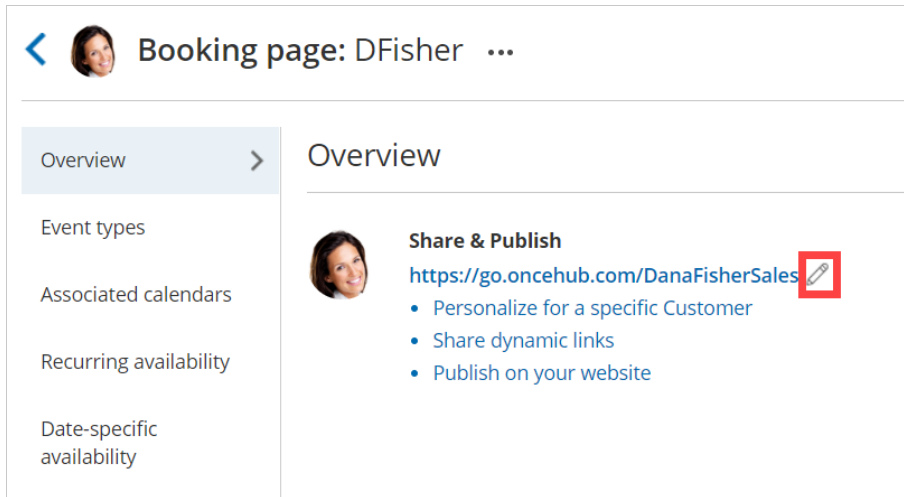 Booking page: DFisher ...
Overview
Event types
Associated calendars
Recurring availability
Date-specific
availability
Overview
Share & Publish
https://go.oncehub.com/DanaFisherSales
• Personalize for a specific Customer
• Share dynamic links
• Publish on your website